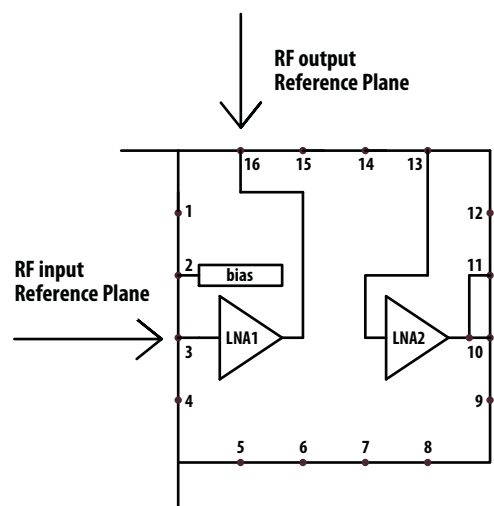 RF output
Reference Plane
16 15 14 13
1 12
2 bias 11
RF input
Reference Plane
3 LNA1 LNA2 10
4 9
5 6 7 8